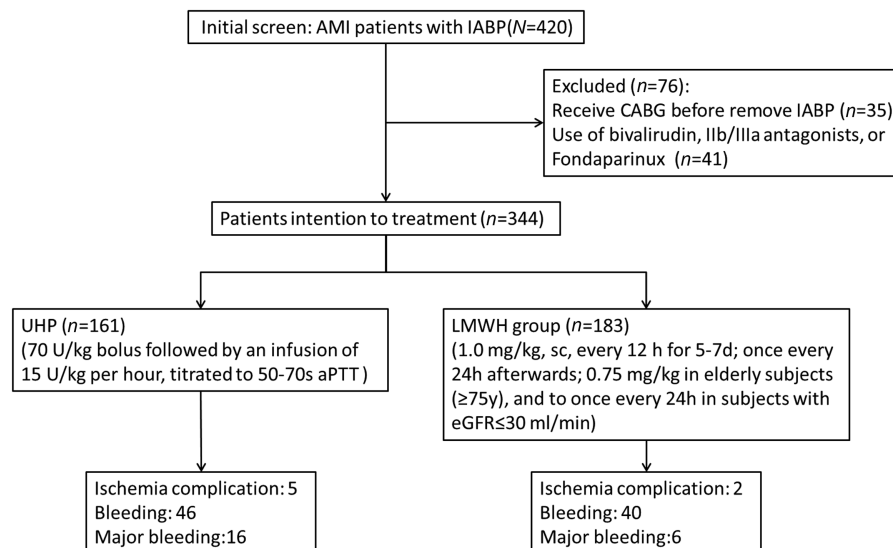 Initial screen: AMI patients with IABP(N=420)
Excluded (n=76):
Receive CABG before remove IABP (n=35)
Use of bivalirudin, IIb/IIIa antagonists, or
Fondaparinux (n=41)
Patients intention to treatment (n=344)
UHP (n=161)
(70 U/kg bolus followed by an infusion of
15 U/kg per hour, titrated to 50-70s aPTT )
LMWH group (n=183)
(1.0 mg/kg, sc, every 12 h for 5-7d; once every
24h afterwards; 0.75 mg/kg in elderly subjects
(≥75y), and to once every 24h in subjects with
eGFR≤30 ml/min)
Ischemia complication: 5
Bleeding: 46
Major bleeding:16
Ischemia complication: 2
Bleeding: 40
Major bleeding:6